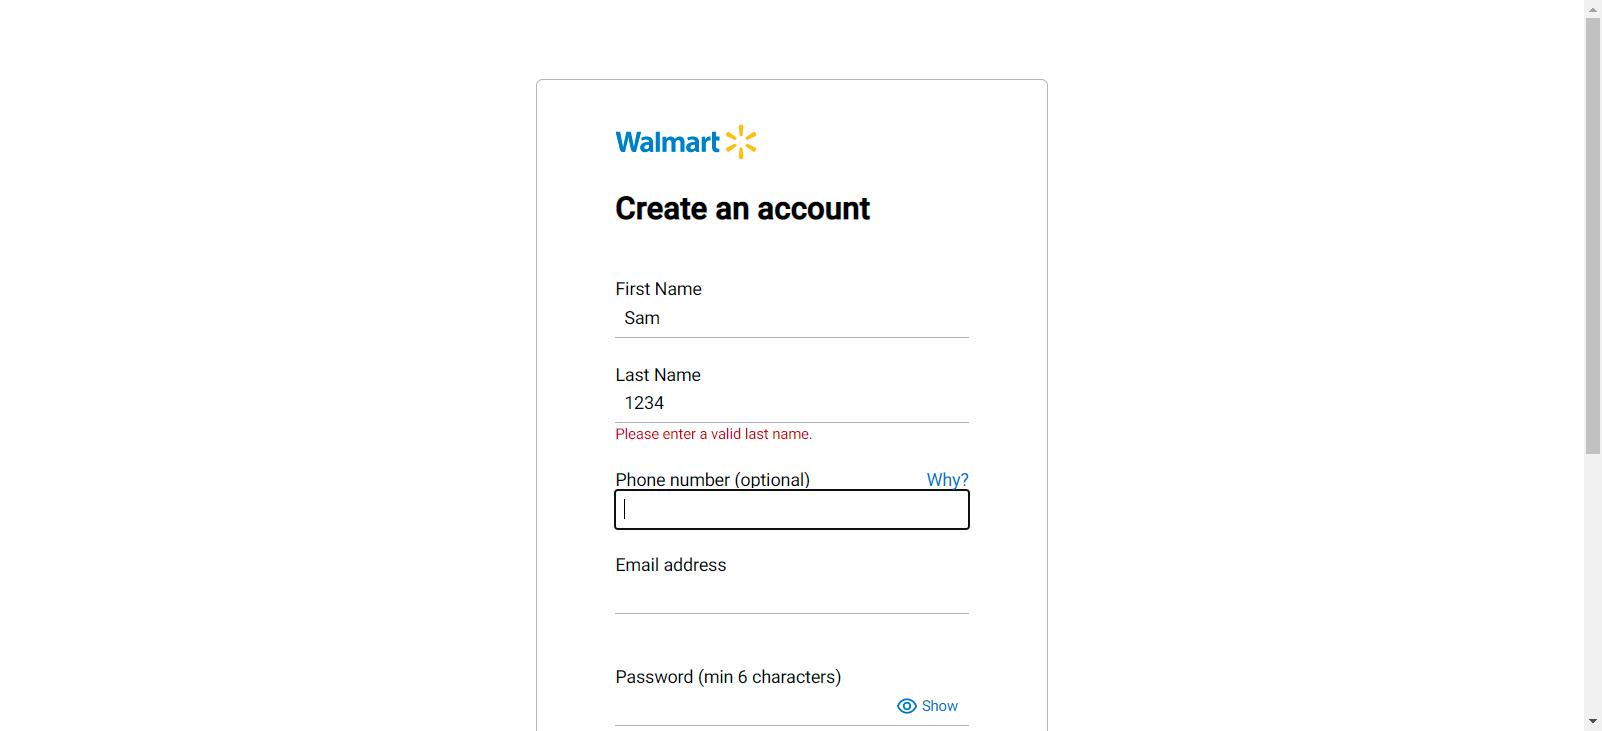 Walmart
Create an account
First Name
Sam
Last Name
1234
Please enter a valid last name.
Phone number (optional) Why?
Email address
Password (min 6 characters)
Show